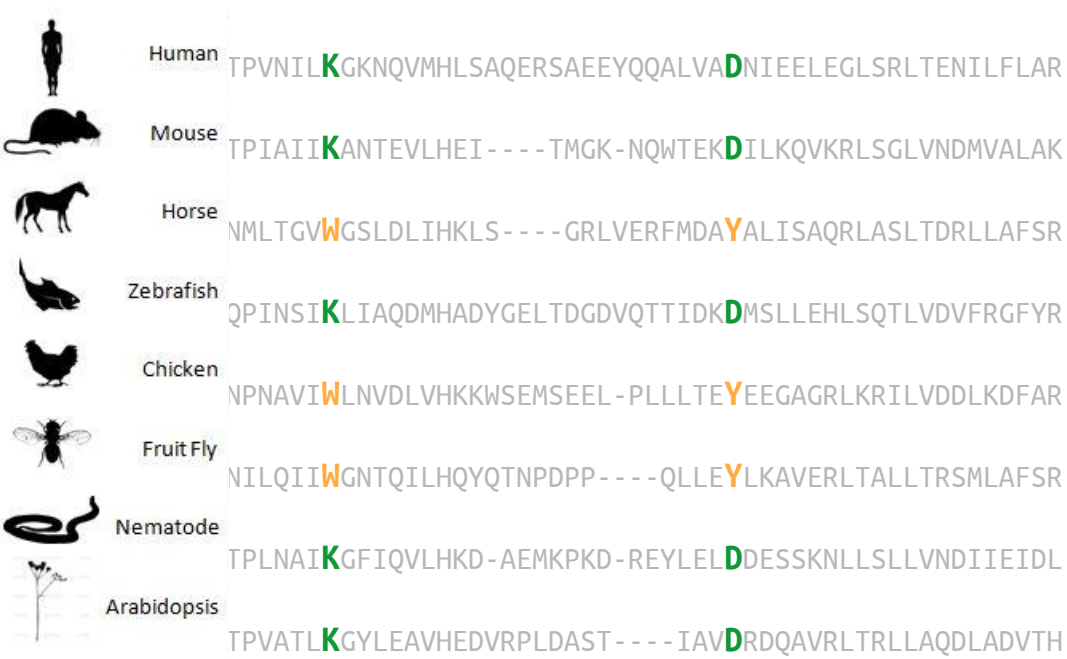 Human TPVNILKGKNQVMHLSAQERSAEEYQQALVADNIEELEGLSRLTENILFLAR
Mouse TPIAIIKANTEVLHEI----TMGK-NQWTEKDILKQVKRLSGLVNDMVALAK
Horse NMLTGVWGSLDLIHKLS----GRLVERFMDAYALISAQRLASLTDRLLAFSR
Zebrafish QPINSIKLIAQDMHADYGELTDGDVQTTIDKDMSLLEHLSQTLVDVFRGFYR
Chicken NPNAVIWLNVDLVHKKWSEMSEEL-PLLLTEYEEGAGRLKRILVDDLKDFAR
Fruit Fly NILQIIWGNTQILHQYQTNPDPP----QLLEYLKAVERLTALLTRSMLAFSR
Nematode TPLNAIKGFIQVLHKD-AEMKPKD-REYLELDDESSKNLLSLLVNDIIEIDL
Arabidopsis TPVATLKGYLEAVHEDVRPLDAST----IAVDRDQAVRLTRLLAQDLADVTH